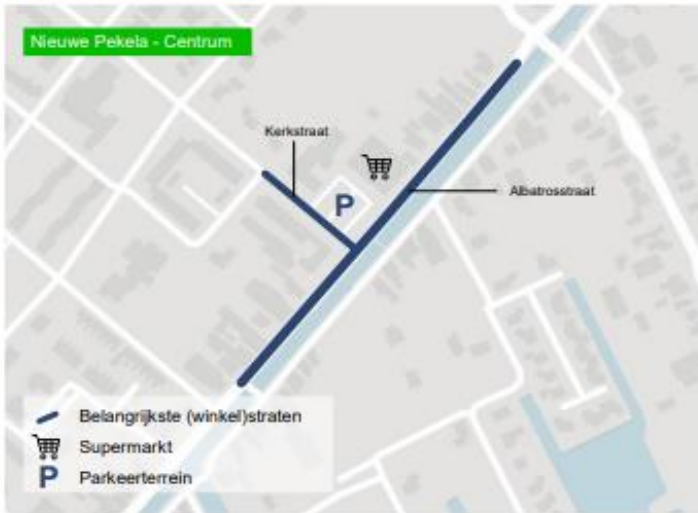 Nieuwe Pekela - Centrum
Kerkstraat
P
Albatrosstraat
Belangrijkste (winkel)straten
Supermarkt
P Parkeerterrein